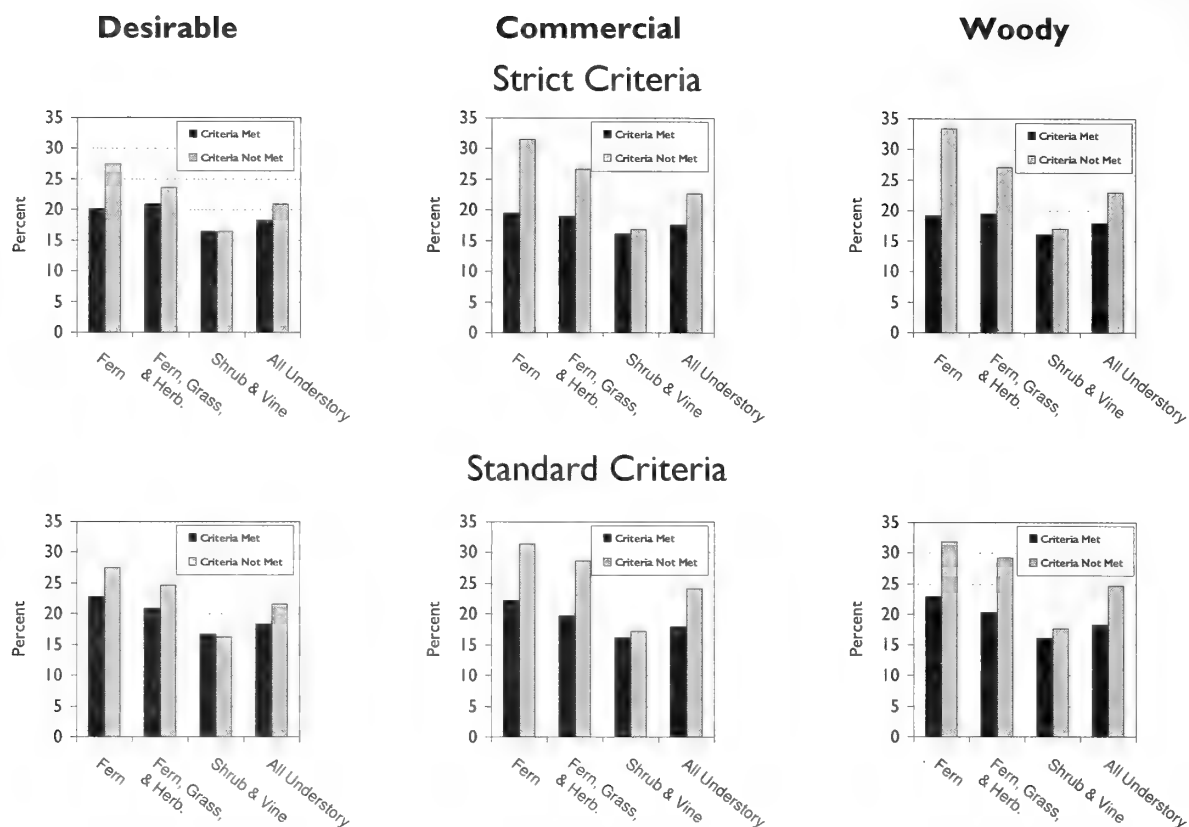 Desirable
Commercial
Woody
Strict Criteria
35
30
25
20
15
10
5
0
Percent
Criteria Met
Criteria Not Met
Fern
Fern, Grass,
& Herb.
Shrub & Vine
All Understory
35
30
25
20
15
10
5
0
Percent
Criteria Met
Criteria Not Met
Fern
Fern, Grass,
& Herb.
Shrub & Vine
All Understory
35
30
25
20
15
10
5
0
Percent
Criteria Met
Criteria Not Met
Fern
Fern, Grass,
& Herb.
Shrub & Vine
All Understory
Standard Criteria
35
30
25
20
15
10
5
0
Percent
Criteria Met
Criteria Not Met
Fern
Fern, Grass,
& Herb.
Shrub & Vine
All Understory
35
30
25
20
15
10
5
0
Percent
Criteria Met
Criteria Not Met
Fern
Fern, Grass,
& Herb.
Shrub & Vine
All Understory
35
30
25
20
15
10
5
0
Percent
Criteria Met
Criteria Not Met
Fern
Fern, Grass,
& Herb.
Shrub & Vine
All Understory